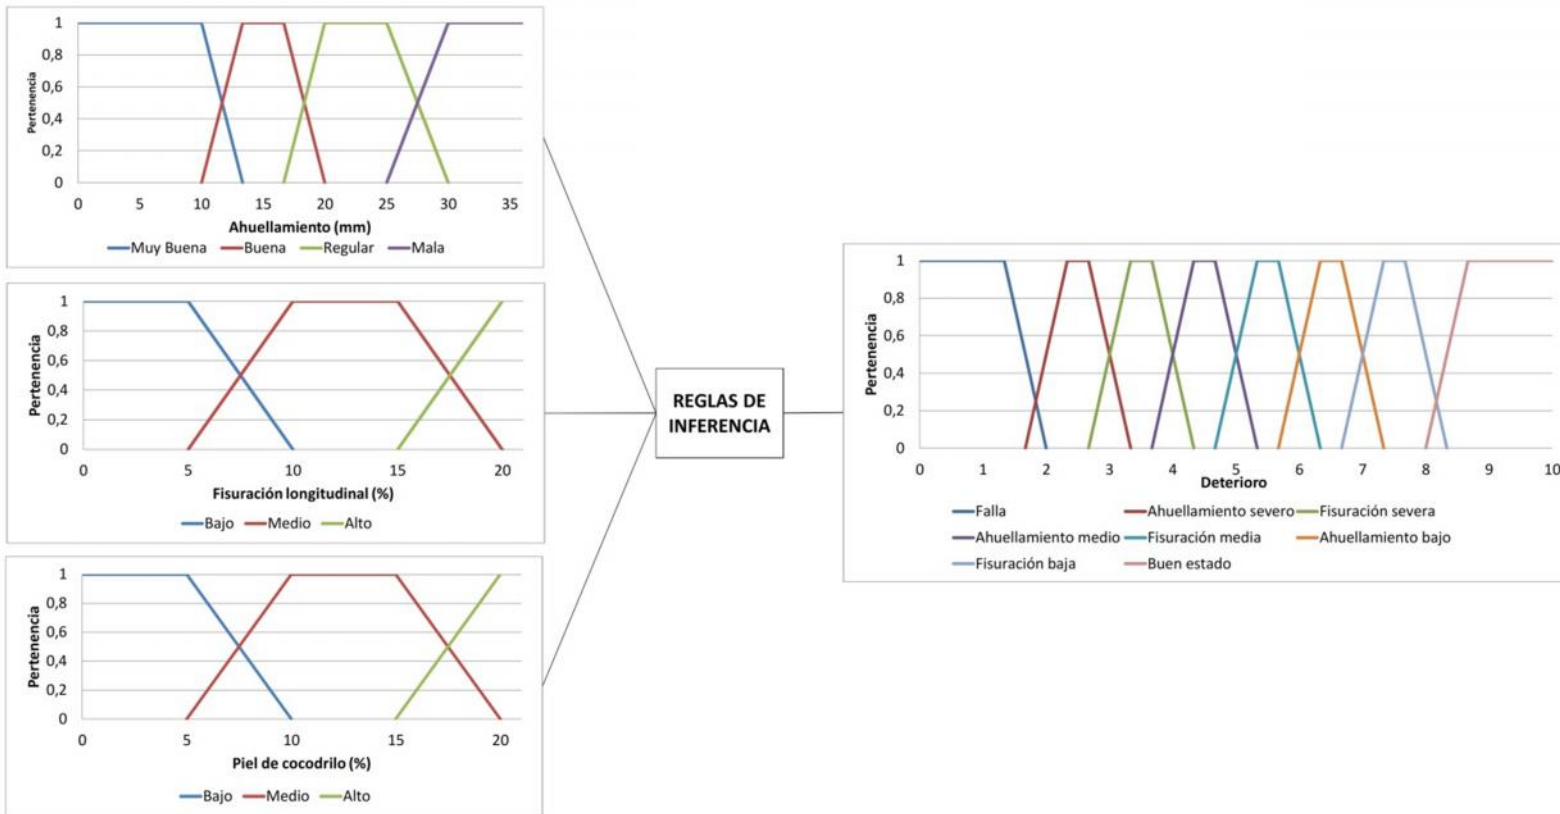 1
0,8
0,6
0,4
0,2
0
Pertenencia
0 5 10 15 20 25 30 35
Ahuellamiento (mm)
Muy Buena Buena Regular Mala
1
0,8
0,6
0,4
0,2
0
Pertenencia
0 5 10 15 20
Fisuración longitudinal (%)
Bajo Medio Alto
1
0,8
0,6
0,4
0,2
0
Pertenencia
0 5 10 15 20
Piel de cocodrilo (%)
Bajo Medio Alto
REGLAS DE
INFERENCIA
1
0,8
0,6
0,4
0,2
0
Pertenencia
0 1 2 3 4 5 6 7 8 9 10
Deterioro
Falla Ahuellamiento severo Fisuración severa
Ahuellamiento medio Fisuración media Ahuellamiento bajo
Fisuración baja Buen estado